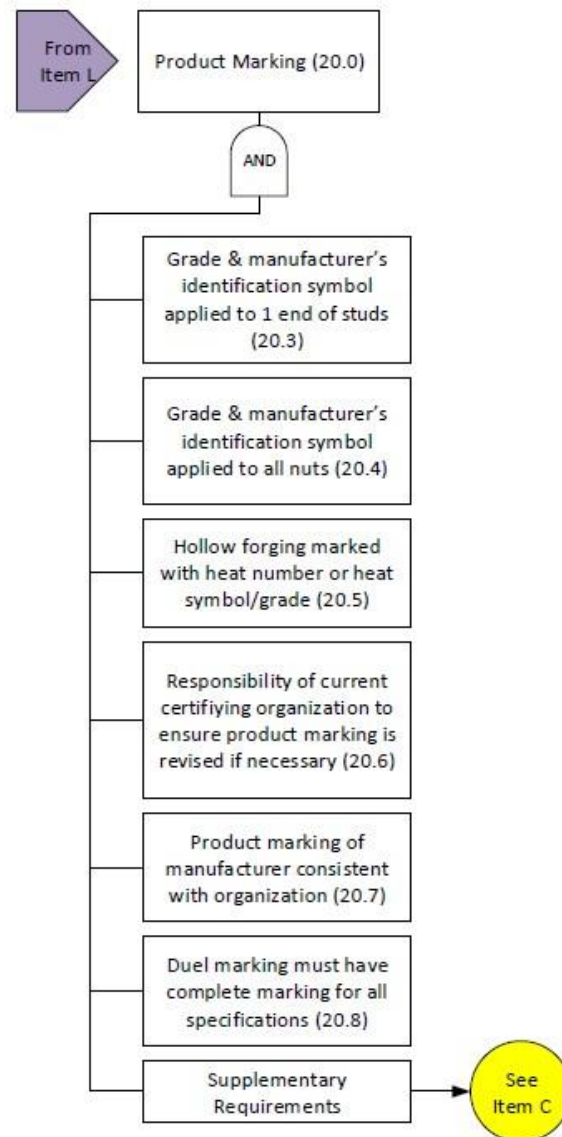 From
Item L
Product Marking (20.0)
AND
Grade & manufacturer's
identification symbol
applied to 1 end of studs
(20.3)
Grade & manufacturer's
identification symbol
applied to all nuts (20.4)
Hollow forging marked
with heat number or heat
symbol/grade (20.5)
Responsibility of current
certifiying organization to
ensure product marking is
revised if necessary (20.6)
Product marking of
manufacturer consistent
with organization (20.7)
Duel marking must have
complete marking for all
specifications (20.8)
Supplementary
Requirements
See
Item C